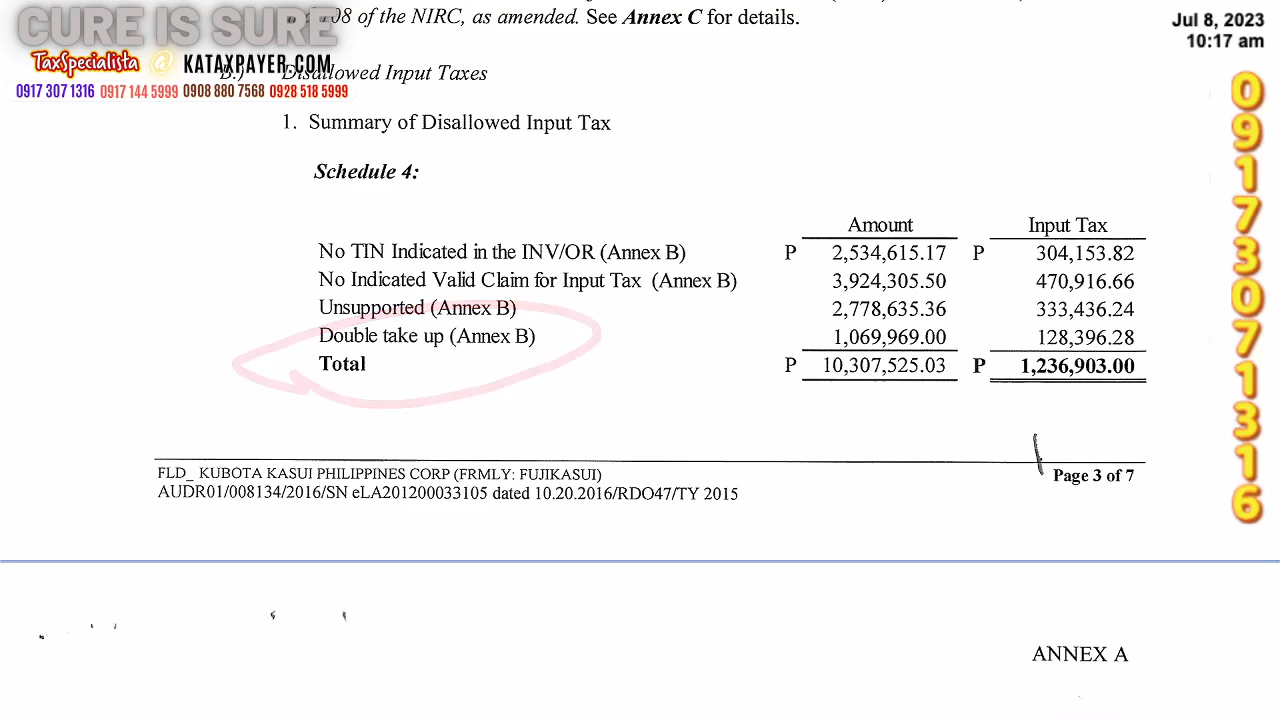 CURE IS SURE
108 of the NIRC, as amended. See Annex C for details.
Jul 8, 2023
10:17 am
TaxSpecialista @ KATAXPAYER.COM
B.) Disallowed Input Taxes
0917 307 1316 0917 144 5999 0908 880 7568 0928 518 5999
1. Summary of Disallowed Input Tax
Schedule 4:
Amount Input Tax
No TIN Indicated in the INV/OR (Annex B) P 2,534,615.17 P 304,153.82
No Indicated Valid Claim for Input Tax (Annex B) 3,924,305.50 470,916.66
Unsupported (Annex B) 2,778,635.36 333,436.24
Double take up (Annex B) 1,069,969.00 128,396.28
Total P 10,307,525.03 P 1,236,903.00
FLD_ KUBOTA KASUI PHILIPPINES CORP (FRMLY: FUJIKASUI)
AUDR01/008134/2016/SN eLA201200033105 dated 10.20.2016/RDO47/TY 2015
Page 3 of 7
ANNEX A
09173071316